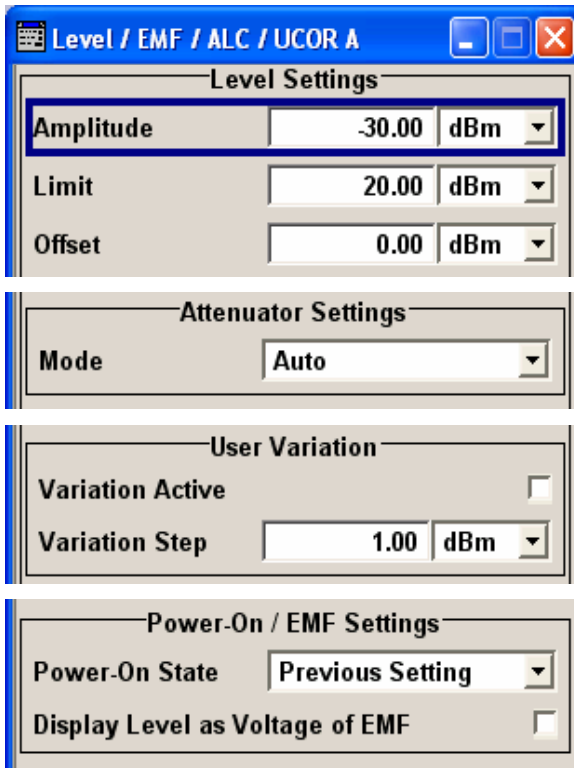 Level / EMF / ALC / UCOR A
Level Settings
Amplitude -30.00 dBm
Limit 20.00 dBm
Offset 0.00 dBm
Attenuator Settings
Mode Auto
User Variation
Variation Active
Variation Step 1.00 dBm
Power-On / EMF Settings
Power-On State Previous Setting
Display Level as Voltage of EMF